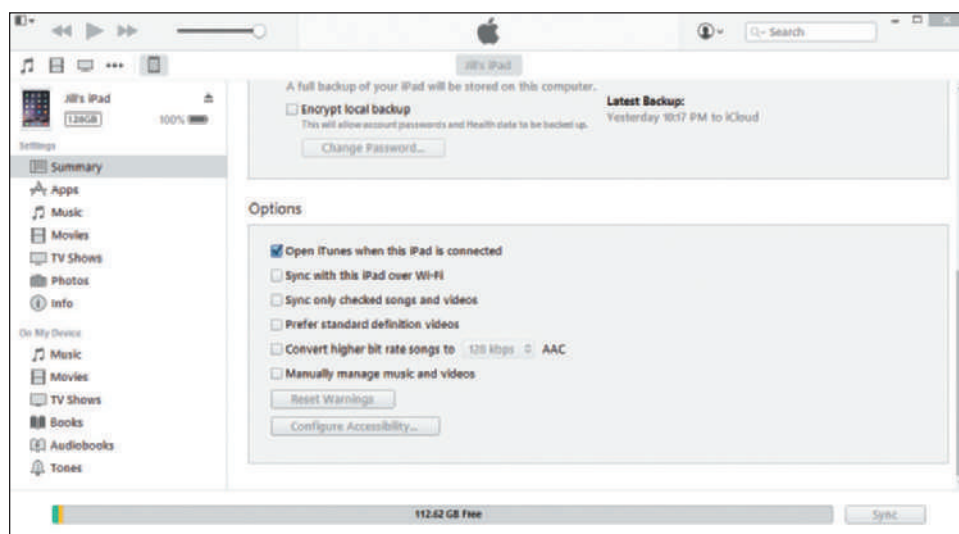 Search
Jill's iPad
Jill's iPad
128GB 100%
Settings
Summary
Apps
Music
Movies
TV Shows
Photos
Info
On My Device
Music
Movies
TV Shows
Books
Audiobooks
Tones
A full backup of your iPad will be stored on this computer.
Encrypt local backup
This will allow account passwords and Health data to be backed up.
Change Password...
Latest Backup:
Yesterday 10:17 PM to iCloud
Options
Open iTunes when this iPad is connected
Sync with this iPad over Wi-Fi
Sync only checked songs and videos
Prefer standard definition videos
Convert higher bit rate songs to 128 kbps AAC
Manually manage music and videos
Reset Warnings
Configure Accessibility...
112.62 GB Free
Sync